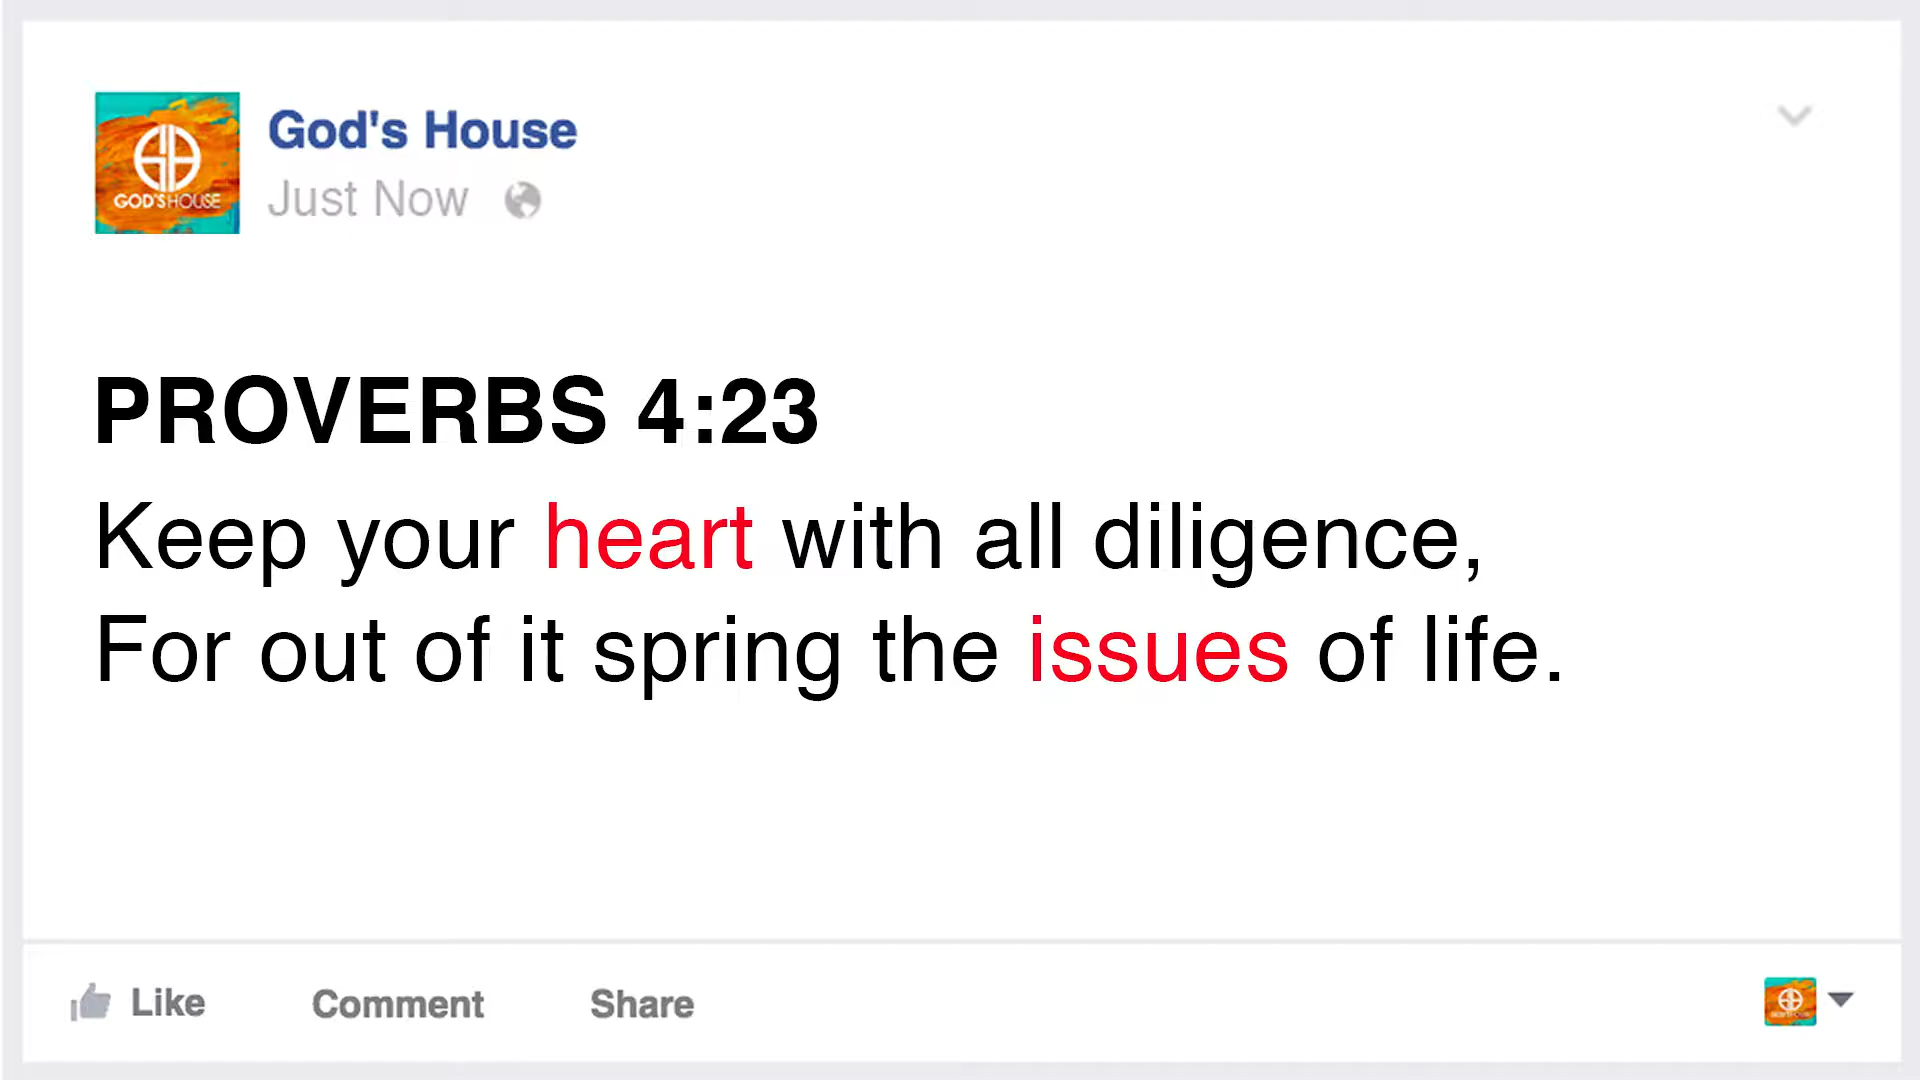 God's House
Just Now
GOD'S HOUSE
PROVERBS 4:23
Keep your heart with all diligence,
For out of it spring the issues of life.
Like Comment Share